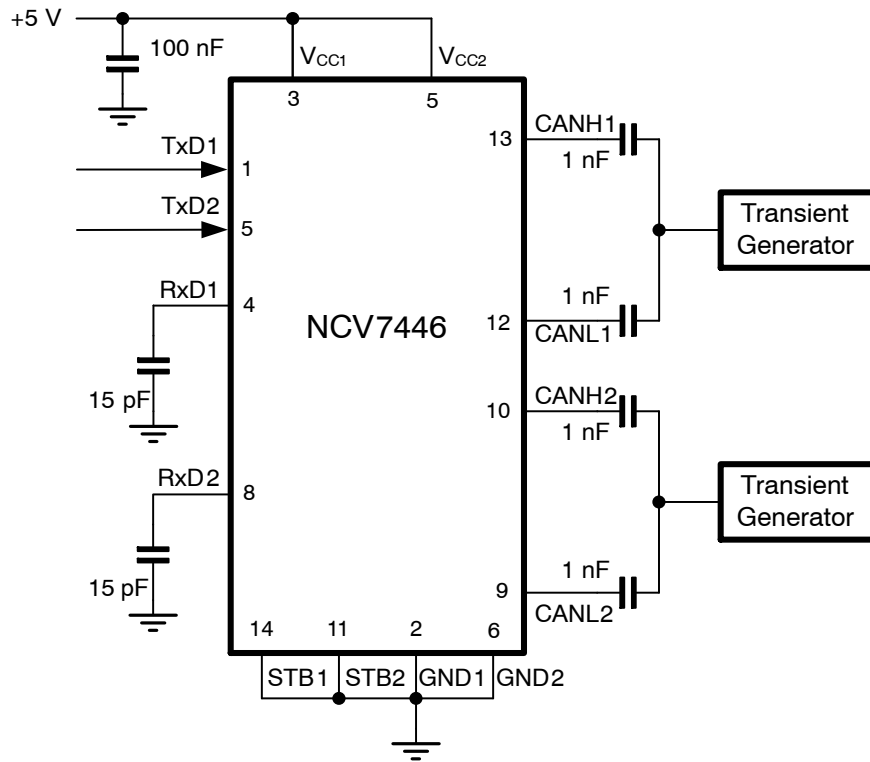 +5 V
100 nF
VCC1
VCC2
3
5
13
CANH1
1 nF
TxD1
1
TxD2
5
Transient
Generator
RxD1
4
NCV7446
1 nF
12
CANL1
15 pF
10
CANH2
1 nF
RxD2
8
Transient
Generator
15 pF
1 nF
9
CANL2
14
11
2
6
STB1
STB2
GND1
GND2